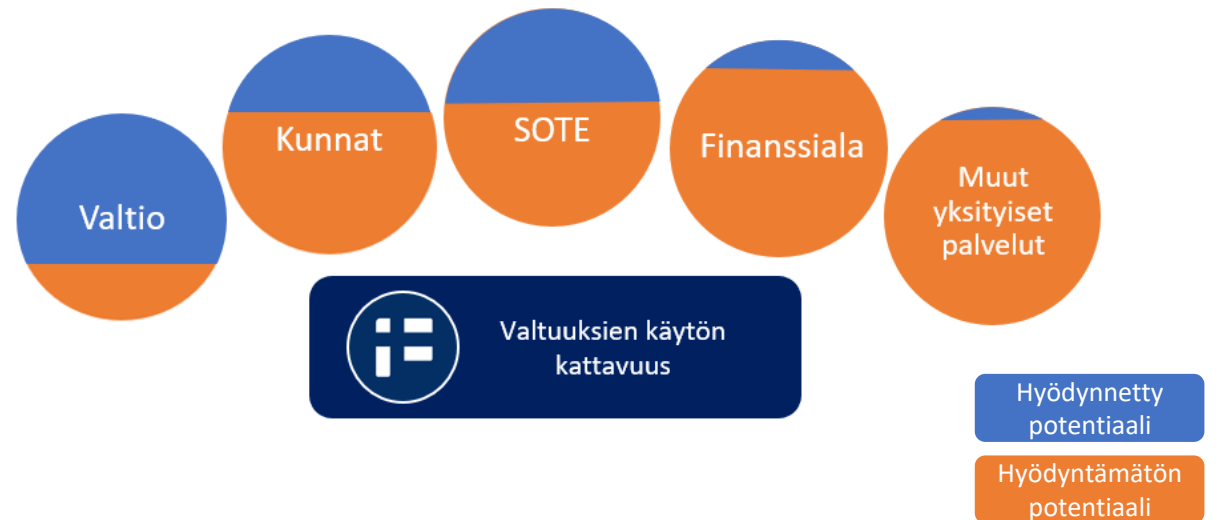 Valtio
Kunnat
SOTE
Finanssiala
Muut
yksityiset
palvelut
Valtuuksien käytön
kattavuus
Hyödynnetty
potentiaali
Hyödyntämätön
potentiaali